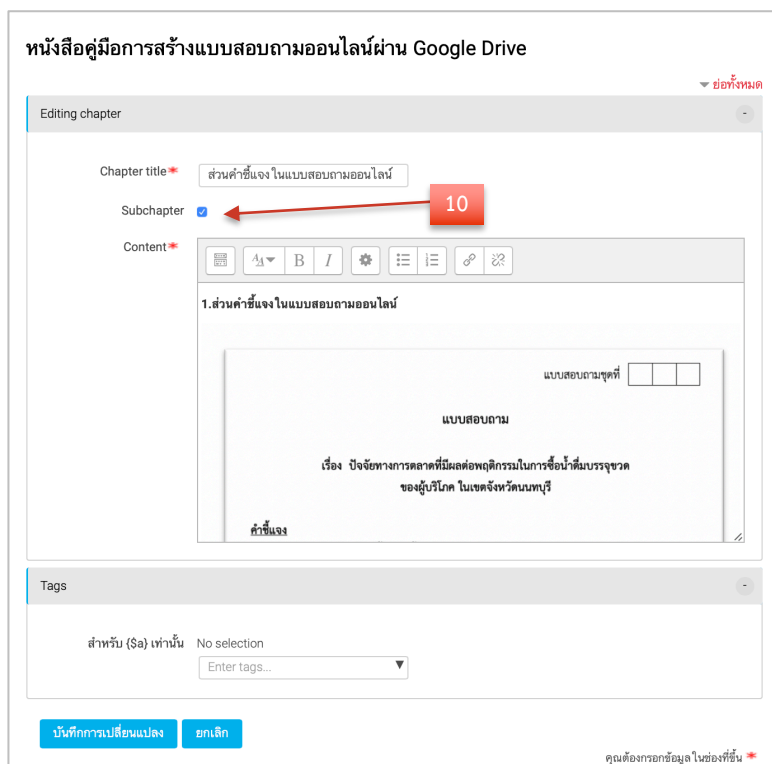 หนังสือคู่มือการสร้างแบบสอบถามออนไลน์ผ่าน Google Drive
ย่อทั้งหมด
Editing chapter
-
Chapter title
ส่วนคำชี้แจงในแบบสอบถามออนไลน์
Subchapter
10
Content
B I
1.ส่วนคำชี้แจงในแบบสอบถามออนไลน์
แบบสอบถามชุดที่
แบบสอบถาม
เรื่อง ปัจจัยทางการตลาดที่มีผลต่อพฤติกรรมในการซื้อน้ำดื่มบรรจุขวด
ของผู้บริโภค ในเขตจังหวัดนนทบุรี
คำชี้แจง
Tags
-
สำหรับ {$a} เท่านั้น No selection
Enter tags...
บันทึกการเปลี่ยนแปลง ยกเลิก
คุณต้องกรอกข้อมูลในช่องที่ขึ้น